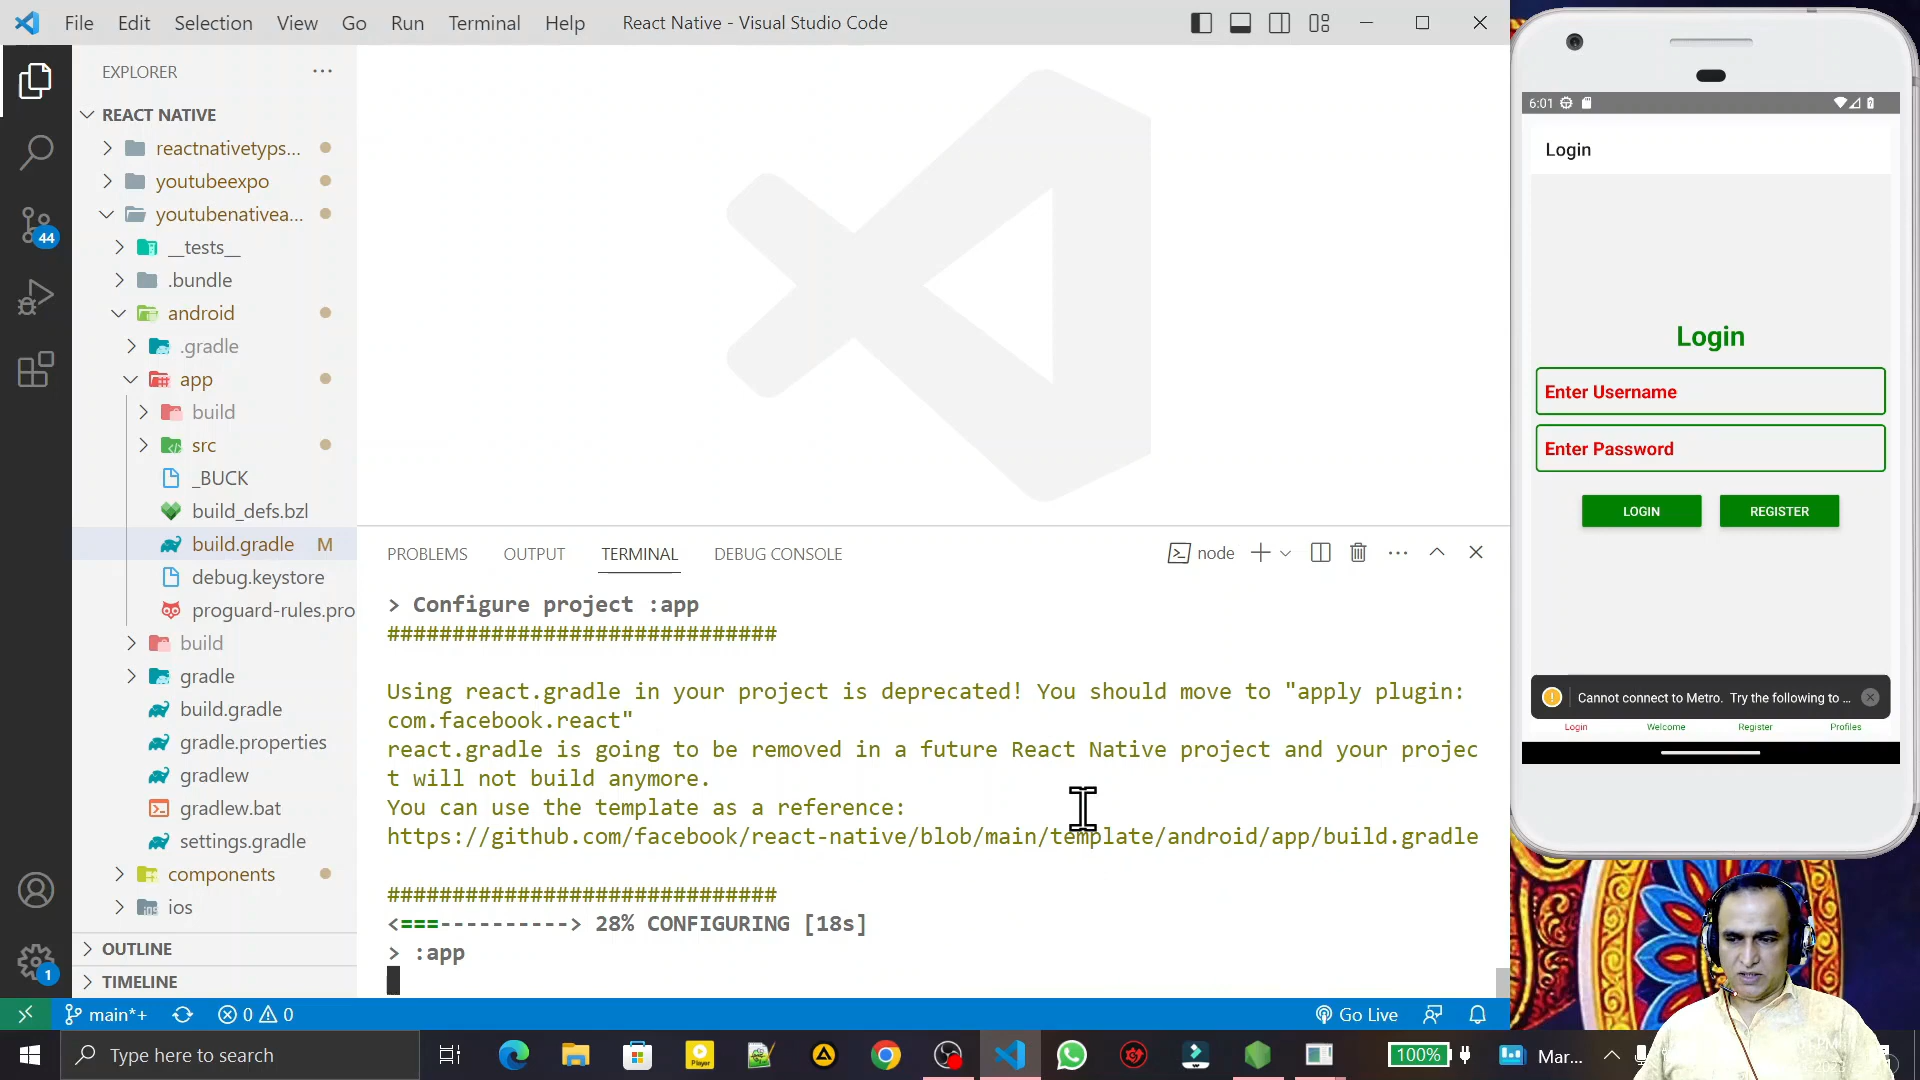 File Edit Selection View Go Run Terminal Help
React Native - Visual Studio Code
EXPLORER
REACT NATIVE
reactnativetyps...
youtubeexpo
youtubenativea...
__tests__
.bundle
android
.gradle
app
build
src
_BUCK
build_defs.bzl
build.gradle M
debug.keystore
proguard-rules.pro
build
gradle
build.gradle
gradle.properties
gradlew
gradlew.bat
settings.gradle
components
ios
OUTLINE
TIMELINE
44
1
PROBLEMS OUTPUT TERMINAL DEBUG CONSOLE
node
> Configure project :app
##############################
Using react.gradle in your project is deprecated! You should move to "apply plugin:
com.facebook.react"
react.gradle is going to be removed in a future React Native project and your projec
t will not build anymore.
You can use the template as a reference:
https://github.com/facebook/react-native/blob/main/template/android/app/build.gradle
##############################
<===----------> 28% CONFIGURING [18s]
> :app
main*+
0 0
Go Live
6:01
Login
Login
Enter Username
Enter Password
LOGIN
REGISTER
Cannot connect to Metro. Try the following to ...
Login Welcome Register Profiles
Type here to search
Player
100%
Mar...